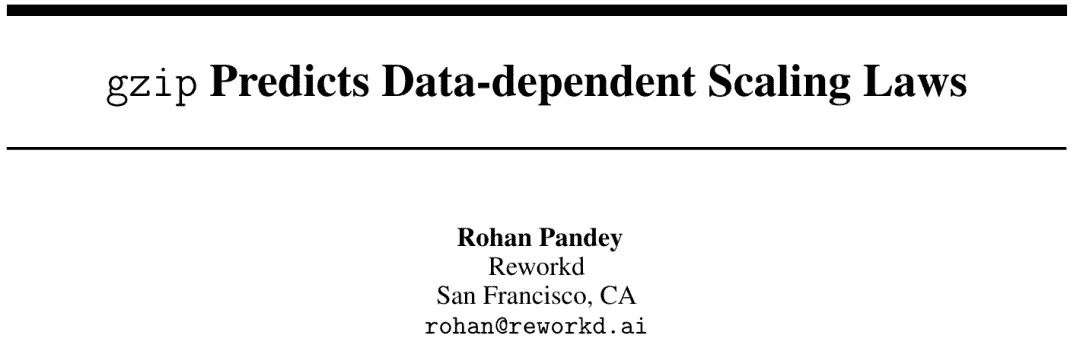 gzip Predicts Data-dependent Scaling Laws
Rohan Pandey
Reworkd
San Francisco, CA
rohan@reworkd.ai